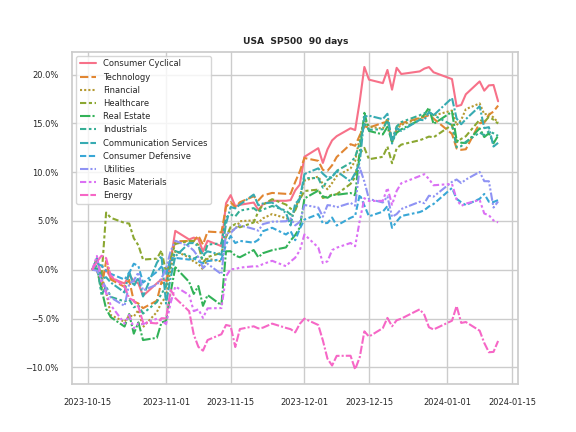 USA  SP500  90 days
Consumer Cyclical
Technology
Financial
Healthcare
Real Estate
Industrials
Communication Services
Consumer Defensive
Utilities
Basic Materials
Energy
20.0%
15.0%
10.0%
5.0%
0.0%
−5.0%
−10.0%
2023-10-15 2023-11-01 2023-11-15 2023-12-01 2023-12-15 2024-01-01 2024-01-15